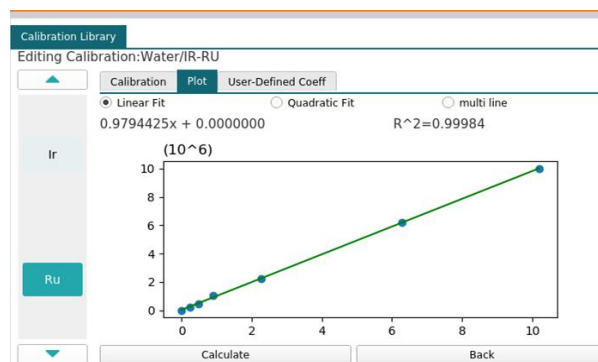 Calibration Library
Editing Calibration:Water/IR-RU
Calibration Plot User-Defined Coeff
Linear Fit Quadratic Fit multi line
0.9794425x + 0.0000000 R^2=0.99984
Ir
Ru
(10^6)
10
8
6
4
2
0
0 2 4 6 8 10
Calculate Back